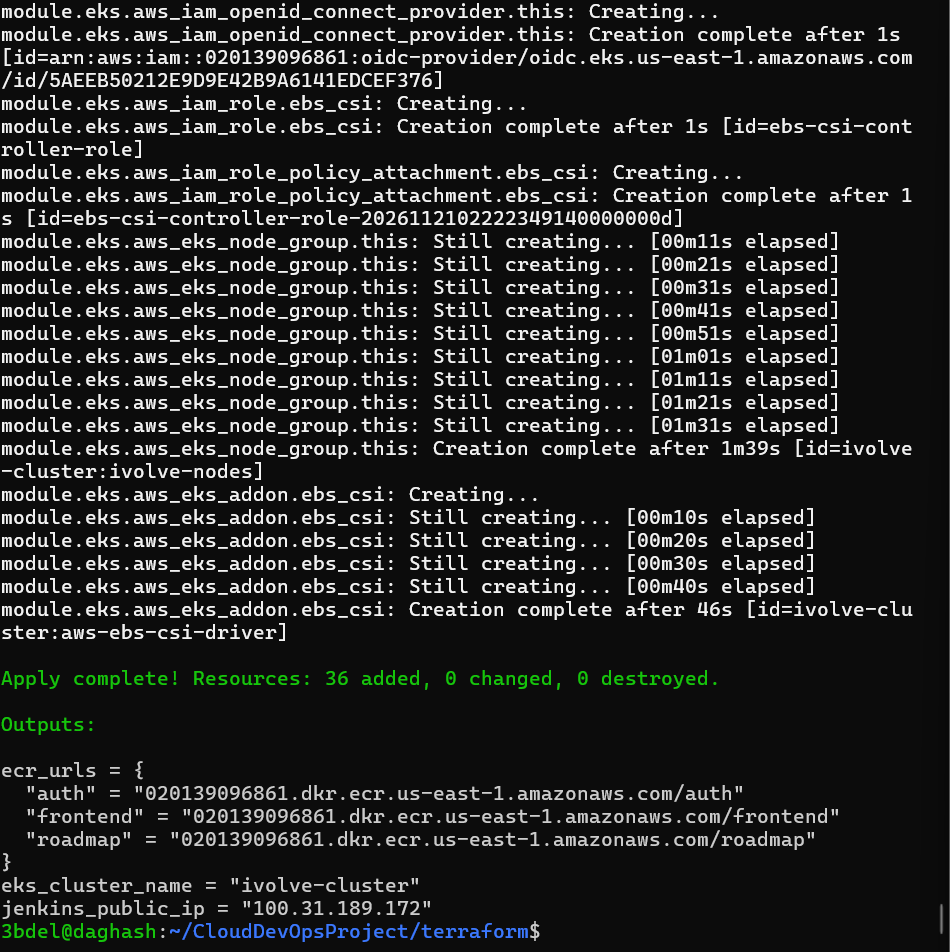 module.eks.aws_iam_openid_connect_provider.this: Creating...
module.eks.aws_iam_openid_connect_provider.this: Creation complete after 1s
[id=arn:aws:iam::020139096861:oidc-provider/oidc.eks.us-east-1.amazonaws.com
/id/5AEEB50212E9D9E42B9A6141EDCEF376]
module.eks.aws_iam_role.ebs_csi: Creating...
module.eks.aws_iam_role.ebs_csi: Creation complete after 1s [id=ebs-csi-cont
roller-role]
module.eks.aws_iam_role_policy_attachment.ebs_csi: Creating...
module.eks.aws_iam_role_policy_attachment.ebs_csi: Creation complete after 1
s [id=ebs-csi-controller-role-20261121022223491400000000d]
module.eks.aws_eks_node_group.this: Still creating... [00m11s elapsed]
module.eks.aws_eks_node_group.this: Still creating... [00m21s elapsed]
module.eks.aws_eks_node_group.this: Still creating... [00m31s elapsed]
module.eks.aws_eks_node_group.this: Still creating... [00m41s elapsed]
module.eks.aws_eks_node_group.this: Still creating... [00m51s elapsed]
module.eks.aws_eks_node_group.this: Still creating... [01m01s elapsed]
module.eks.aws_eks_node_group.this: Still creating... [01m11s elapsed]
module.eks.aws_eks_node_group.this: Still creating... [01m21s elapsed]
module.eks.aws_eks_node_group.this: Still creating... [01m31s elapsed]
module.eks.aws_eks_node_group.this: Creation complete after 1m39s [id=ivolve
-cluster:ivolve-nodes]
module.eks.aws_eks_addon.ebs_csi: Creating...
module.eks.aws_eks_addon.ebs_csi: Still creating... [00m10s elapsed]
module.eks.aws_eks_addon.ebs_csi: Still creating... [00m20s elapsed]
module.eks.aws_eks_addon.ebs_csi: Still creating... [00m30s elapsed]
module.eks.aws_eks_addon.ebs_csi: Still creating... [00m40s elapsed]
module.eks.aws_eks_addon.ebs_csi: Creation complete after 46s [id=ivolve-clu
ster:aws-ebs-csi-driver]
Apply complete! Resources: 36 added, 0 changed, 0 destroyed.
Outputs:
ecr_urls = {
  "auth" = "020139096861.dkr.ecr.us-east-1.amazonaws.com/auth"
  "frontend" = "020139096861.dkr.ecr.us-east-1.amazonaws.com/frontend"
  "roadmap" = "020139096861.dkr.ecr.us-east-1.amazonaws.com/roadmap"
}
eks_cluster_name = "ivolve-cluster"
jenkins_public_ip = "100.31.189.172"
3bdel@daghash:~/CloudDevOpsProject/terraform$